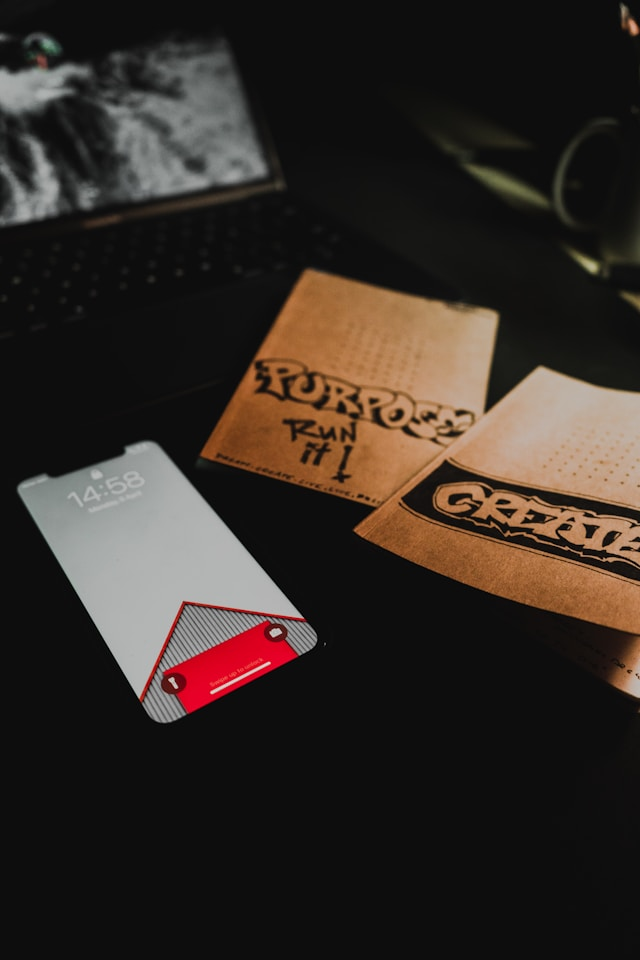 PURPOSE
RUN
it!
CREATE
14:58
Swipe up to unlock